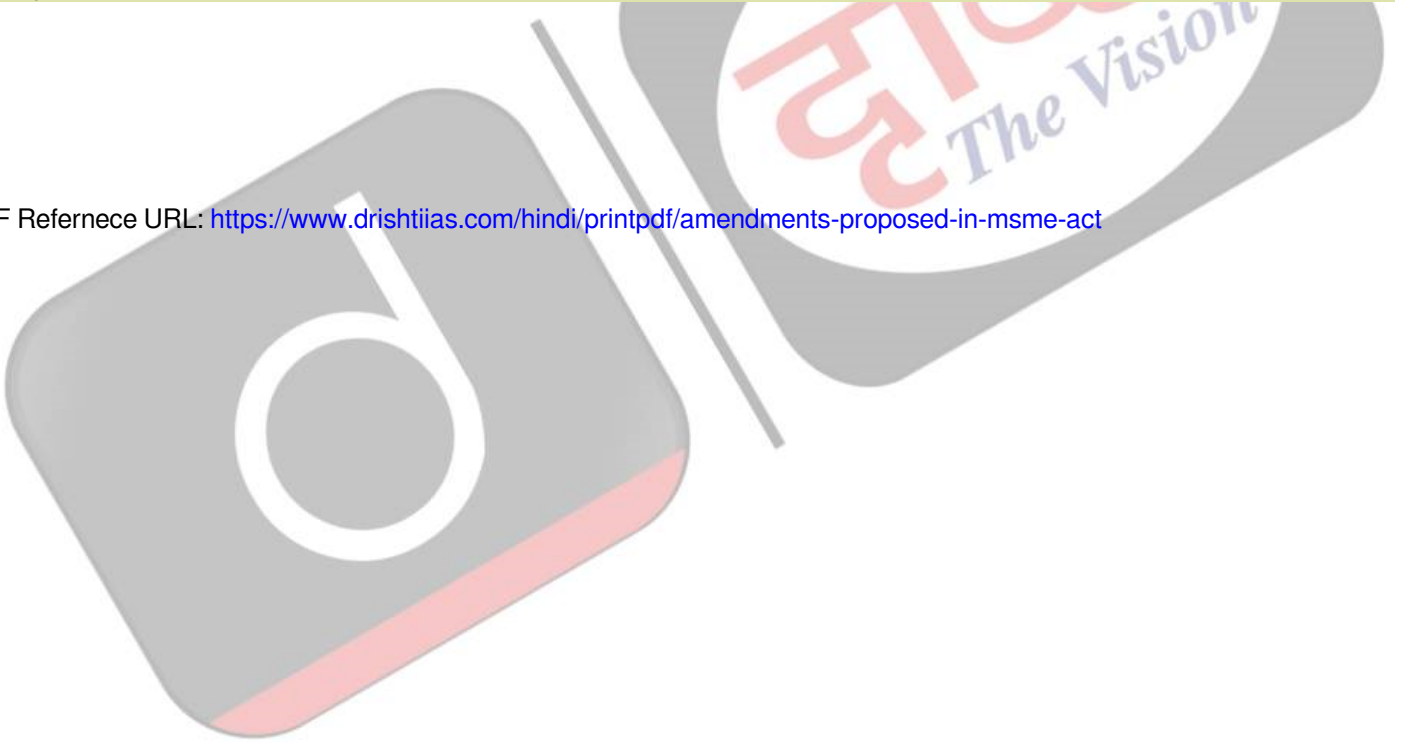 The Vision
F Refernece URL: https://www.drishtiias.com/hindi/printpdf/amendments-proposed-in-msme-act
d